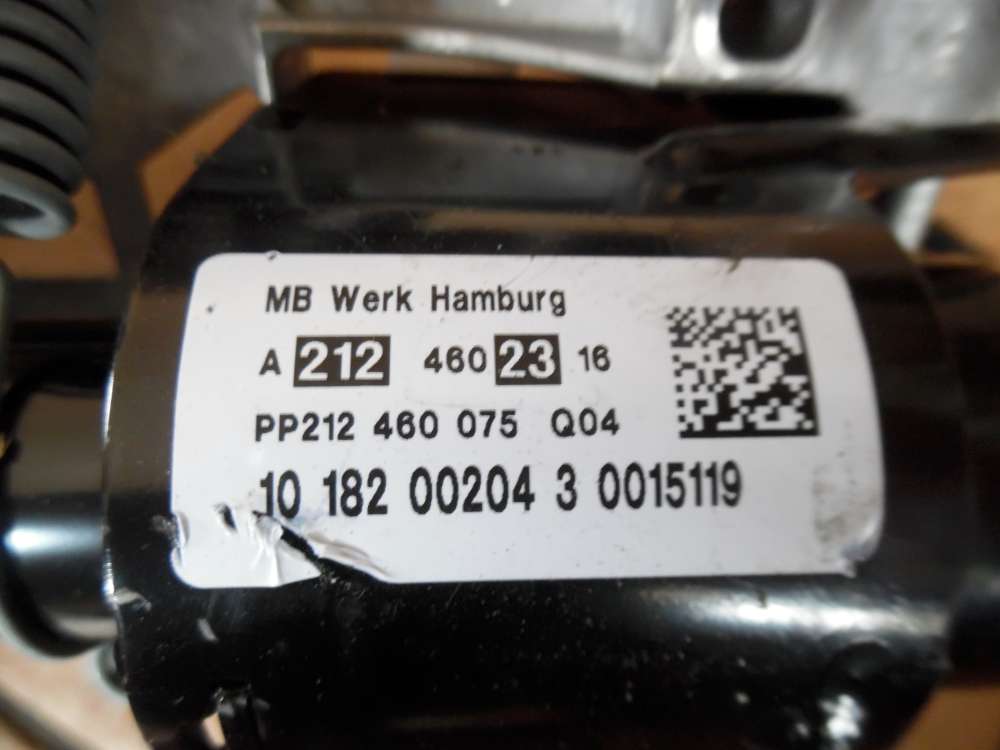 MB Werk Hamburg
A 212 460 23 16
PP212 460 075 Q04
10 182 00204 3 0015119